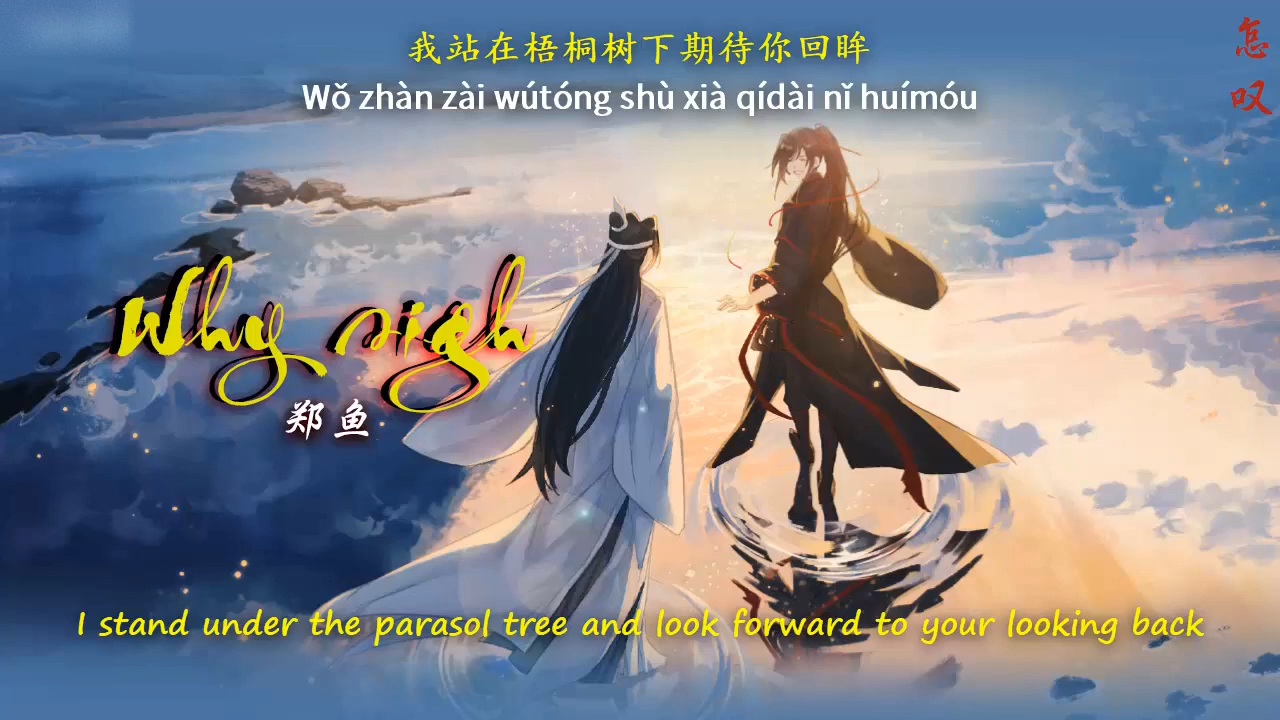 我站在梧桐树下期待你回眸
Wǒ zhàn zài wútóng shù xià qídài nǐ huímóu
怎叹
Why sigh
郑鱼
I stand under the parasol tree and look forward to your looking back